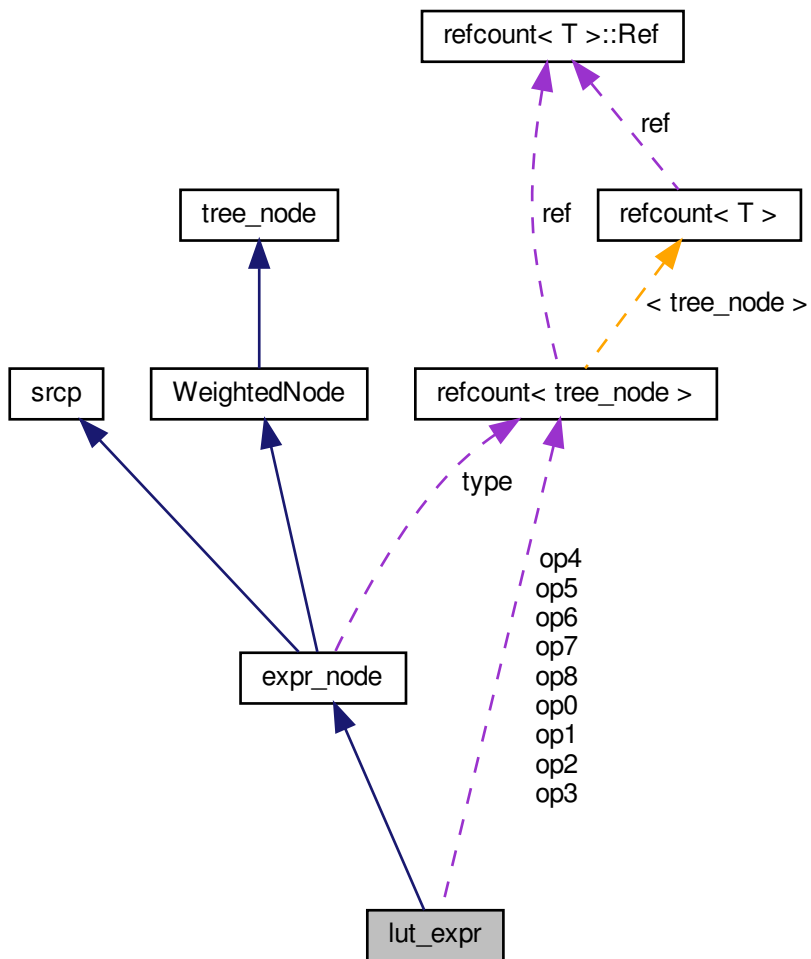 refcount< T >::Ref
ref
tree_node
ref
refcount< T >
< tree_node >
srcp
WeightedNode
refcount< tree_node >
type
op4
op5
op6
op7
op8
op0
op1
op2
op3
expr_node
lut_expr